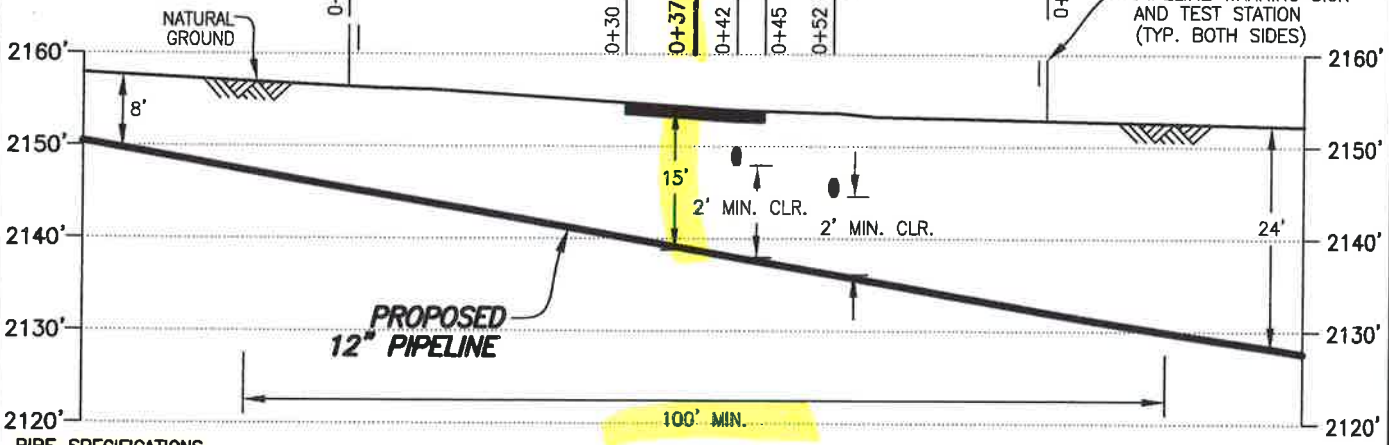 NATURAL
GROUND
0+30
0+37
0+42
0+45
0+52
AND TEST STATION
(TYP. BOTH SIDES)
2160'
2160'
8'
2150'
2150'
15'
2' MIN. CLR.
2' MIN. CLR.
24'
2140'
2140'
PROPOSED
12" PIPELINE
2130'
2130'
100' MIN.
2120'
2120'
PIPE SPECIFICATIONS